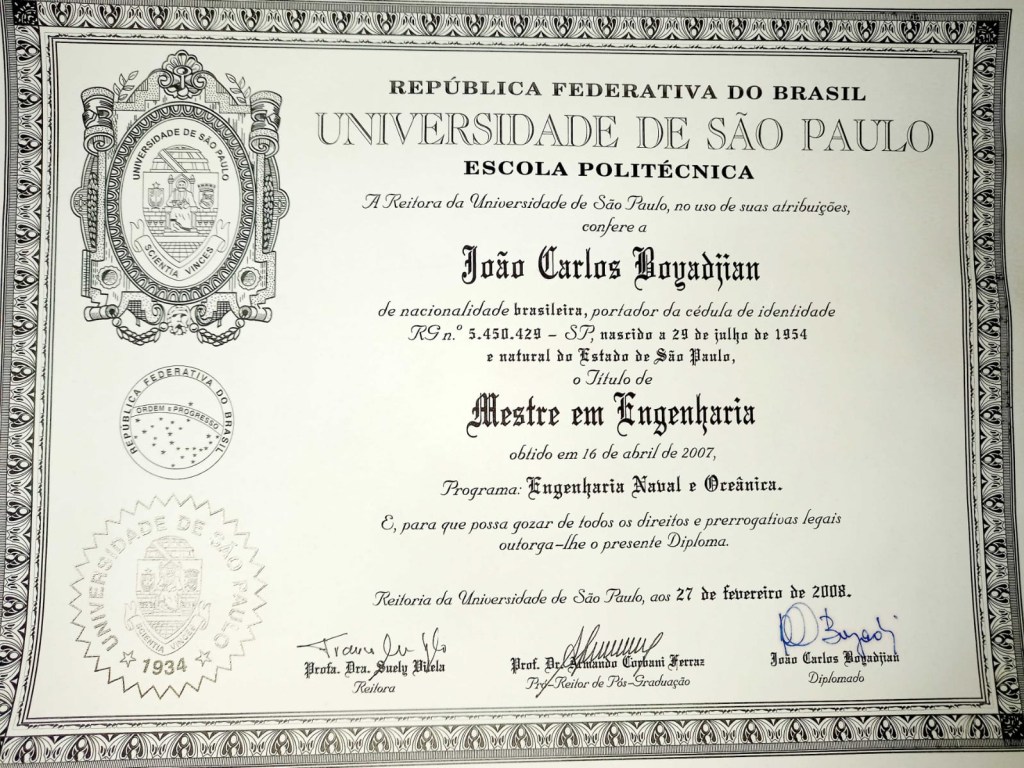 REPÚBLICA FEDERATIVA DO BRASIL
UNIVERSIDADE DE SÃO PAULO
ESCOLA POLITÉCNICA
A Reitora da Universidade de São Paulo, no uso de suas atribuições,
confere a
João Carlos Boyadjian
de nacionalidade brasileira, portador da cédula de identidade
RG n.º 5.450.429 - SP, nascido a 29 de julho de 1954
e natural do Estado de São Paulo,
o Título de
Mestre em Engenharia
obtido em 16 de abril de 2007,
Programa: Engenharia Naval e Oceânica.
E, para que possa gozar de todos os direitos e prerrogativas legais
outorga-lhe o presente Diploma.
Reitoria da Universidade de São Paulo, aos 27 de fevereiro de 2008.
Profa. Dra. Suely Vilela
Reitora
Prof. Dr. Armando Corbani Ferraz
Pró-Reitor de Pós-Graduação
João Carlos Boyadjian
Diplomado
UNIVERSIDADE DE SÃO PAULO
SCIENTIA VINCES
REPÚBLICA FEDERATIVA DO BRASIL
ORDEM E PROGRESSO
UNIVERSIDADE DE SÃO PAULO
SCIENTIA VINCES
1934